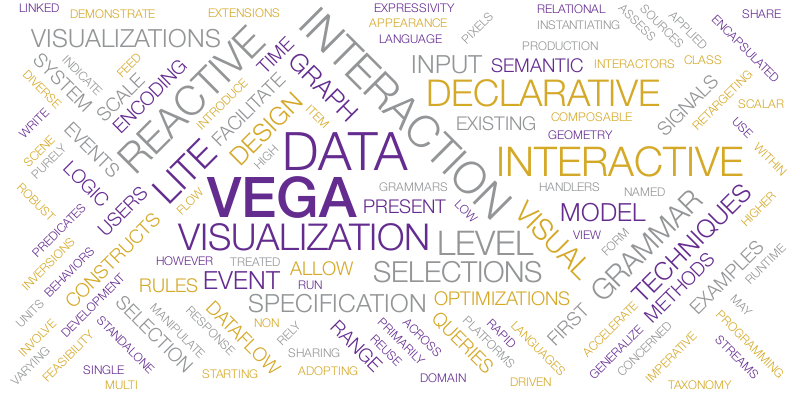 LINKED
DEMONSTRATE
EXTENSIONS
EXPRESSIVITY
RELATIONAL
SHARE
VISUALIZATIONS
APPEARANCE
LANGUAGE
PIXELS
INSTANTIATING
ASSESS
SOURCES
APPLIED
ENCAPSULATED
PRODUCTION
INDICATE
FEED
SYSTEM
DIVERSE
SCALE
ENCODING
REACTIVE
TIME
GRAPH
INTERACTION
INPUT
SEMANTIC
INTERACTORS
CLASS
WRITE
INTRODUCE
FACILITATE
DESIGN
ITEM
DECLARATIVE
EXISTING
COMPOSABLE
SIGNALS
RETARGETING
SCALAR
GEOMETRY
USE
WITHIN
SCENE
PURELY
EVENTS
LOGIC
LITE
HIGH
DATA
INTERACTIVE
ROBUST
PREDICATES
USERS
FLOW
VEGA
GRAMMARS
PRESENT
LOW
HANDLERS
NAMED
VISUAL
MODEL
GRAMMAR
TECHNIQUES
HIGHER
INVERSIONS
BEHAVIORS
CONSTRUCTS
VISUALIZATION
LEVEL
VIEW
FORM
HOWEVER
TREATED
ALLOW
SELECTIONS
METHODS
EXAMPLES
RUNTIME
UNITS
DEVELOPMENT
RULES
EVENT
RUN
SPECIFICATION
OPTIMIZATIONS
FIRST
MAY
INVOLVE
STANDALONE
SELECTION
MANIPULATE
RESPONSE
DATAFLOW
NON
RELY
RANGE
REUSE
PRIMARILY
ACROSS
QUERIES
PLATFORMS
RAPID
LANGUAGES
ACCELERATE
GENERALIZE
CONCERNED
IMPERATIVE
STREAMS
PROGRAMMING
VARYING
FEASIBILITY
SINGLE
MULTI
STARTING
SHARING
ADOPTING
DOMAIN
DRIVEN
TAXONOMY